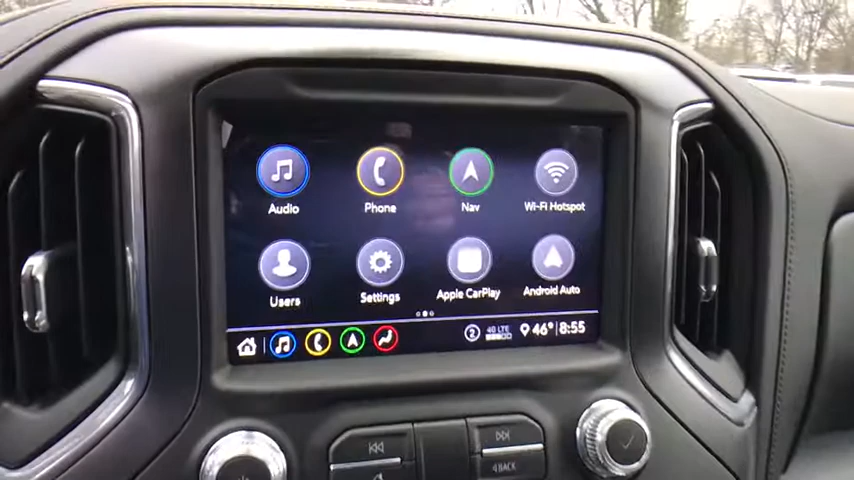 Audio Phone Nav Wi-Fi Hotspot
Users Settings Apple CarPlay Android Auto
2 4G LTE 46° 8:55
BACK